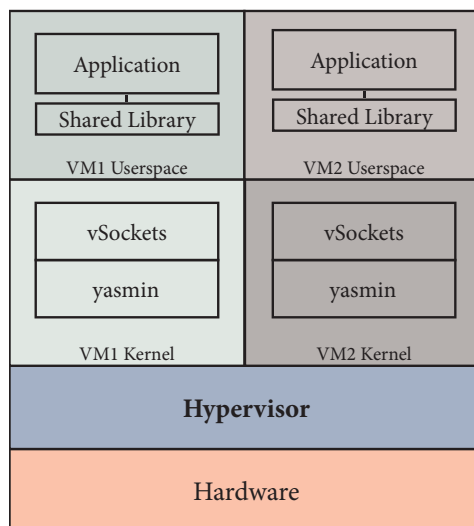 Application
Shared Library
VM1 Userspace
Application
Shared Library
VM2 Userspace
vSockets
yasmin
VM1 Kernel
vSockets
yasmin
VM2 Kernel
Hypervisor
Hardware